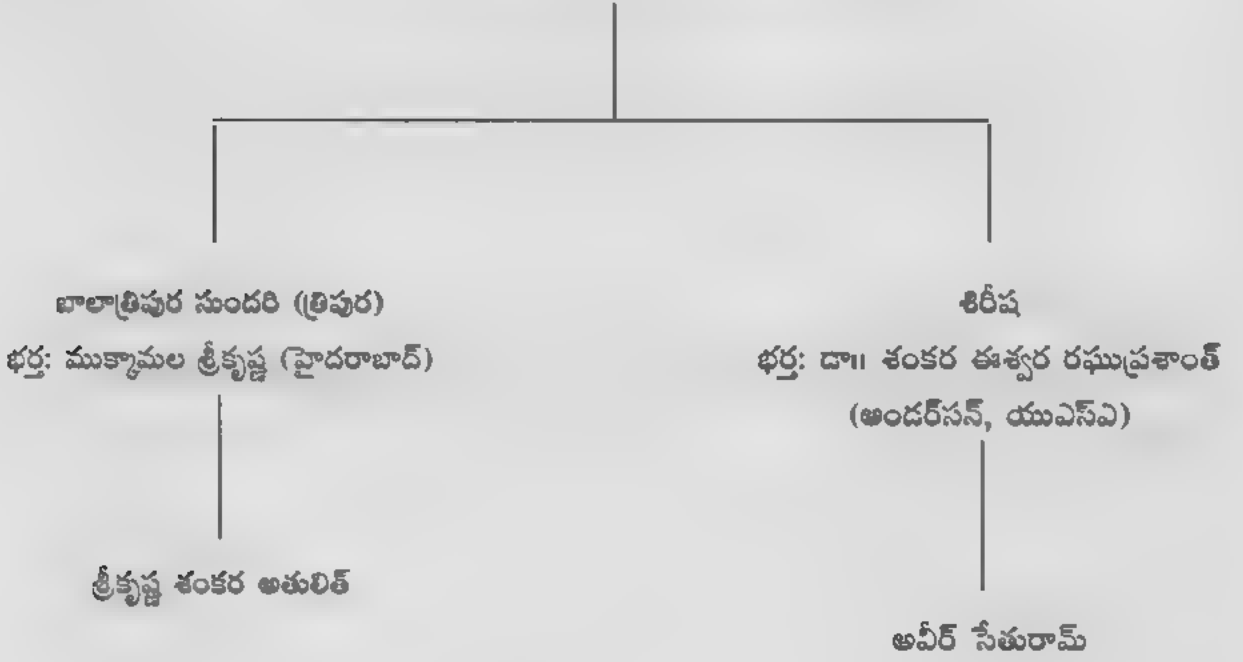 బాలాత్రిపుర సుందరి (త్రిపుర)
భర్త: ముక్కామల శ్రీకృష్ణ (హైదరాబాద్)
శ్రీకృష్ణ శంకర అతులిత్
శిరీష
భర్త: డా॥ శంకర ఈశ్వర రఘుప్రశాంత్
(అండర్‌సన్, యుఎస్ఏ)
అవీర్ సేతురామ్